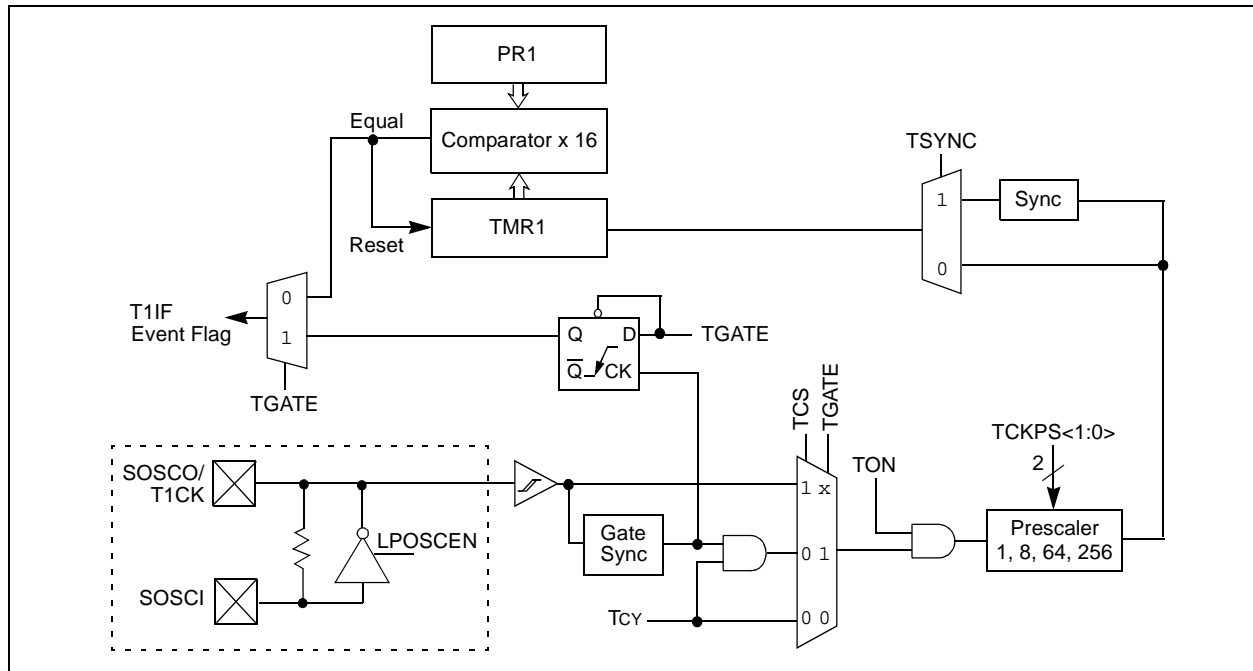 PR1
Equal
Comparator x 16
TSYNC
1
Sync
Reset
TMR1
0
T1IF
Event Flag
0
1
TGATE
Q
D
Q
CK
TGATE
TCS
TGATE
TCKPS<1:0>
2
TON
SOSCO/
T1CK
LPOSCEN
SOSCI
Gate
Sync
1 x
0 1
0 0
TCY
Prescaler
1, 8, 64, 256